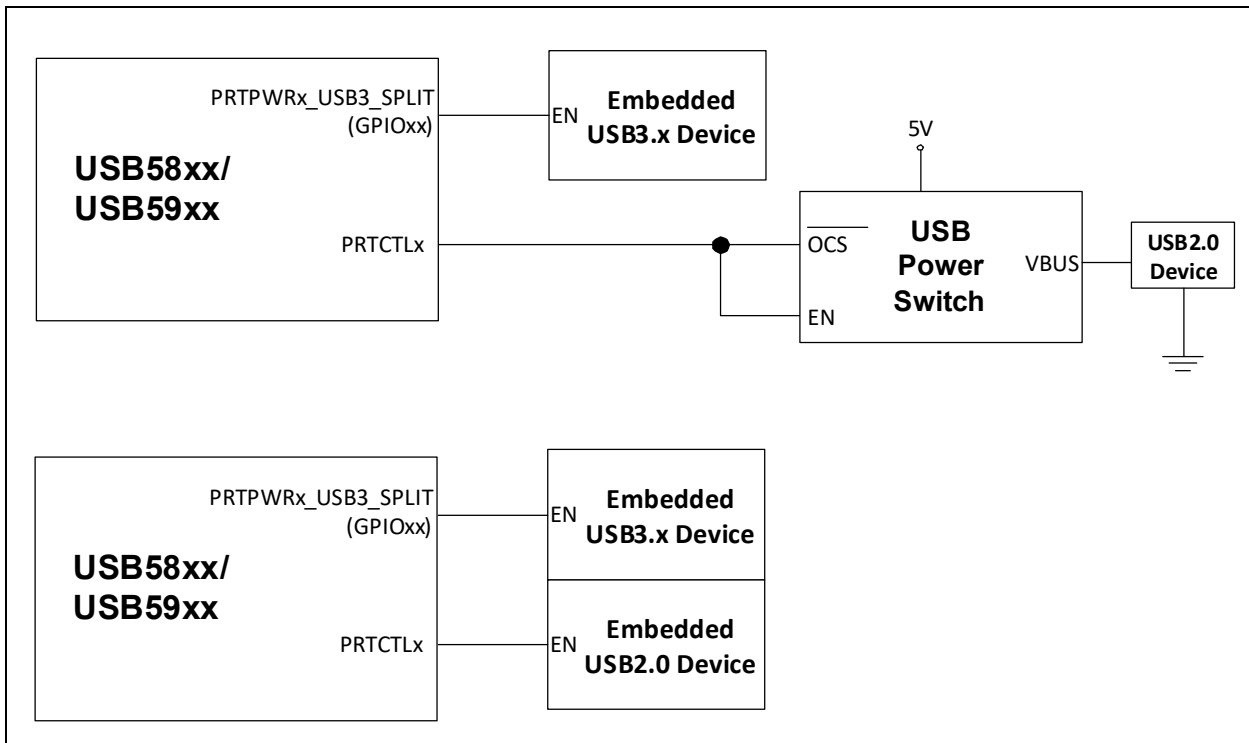 PRTPWRx_USB3_SPLIT
(GPIOxx)
USB58xx/
USB59xx
PRTCTLx
EN
Embedded
USB3.x Device
5V
OCS
EN
USB
Power
Switch
VBUS
USB2.0
Device
PRTPWRx_USB3_SPLIT
(GPIOxx)
USB58xx/
USB59xx
PRTCTLx
EN
Embedded
USB3.x Device
EN
Embedded
USB2.0 Device